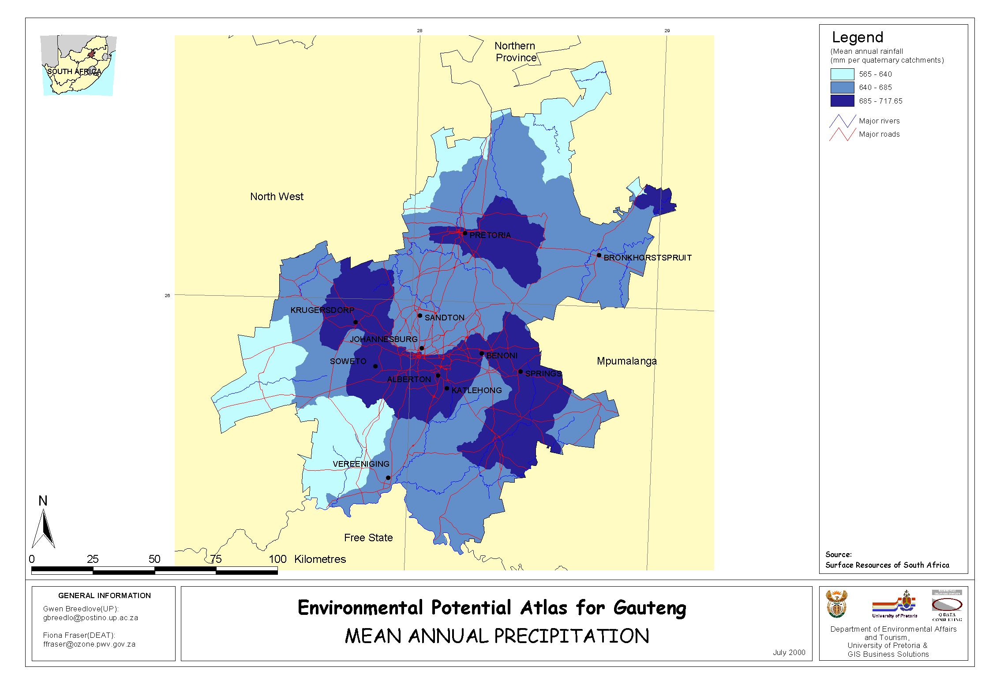 28
29
Northern
Province
SOUTH AFRICA
North West
PRETORIA
BRONKHORSTSPRUIT
26
KRUGERSDORP
SANDTON
JOHANNESBURG
BENONI
SOWETO
Mpumalanga
SPRINGS
ALBERTON
KATLEHONG
VEREENIGING
Free State
N
0 25 50 75 100 Kilometres
Legend
(Mean annual rainfall
(mm per quaternary catchments)
565 - 640
640 - 685
685 - 717.65
Major rivers
Major roads
Source:
Surface Resources of South Africa
GENERAL INFORMATION
Gwen Breedlove(UP):
gbreedlo@postino.up.ac.za
Fiona Fraser(DEAT):
ffraser@ozone.pwv.gov.za
Environmental Potential Atlas for Gauteng
MEAN ANNUAL PRECIPITATION
July 2000
GIS BUSINESS
SOLUTIONS DIVISION
University of Pretoria
Q DATA
CONSULTING
Department of Environmental Affairs
and Tourism,
University of Pretoria &
GIS Business Solutions